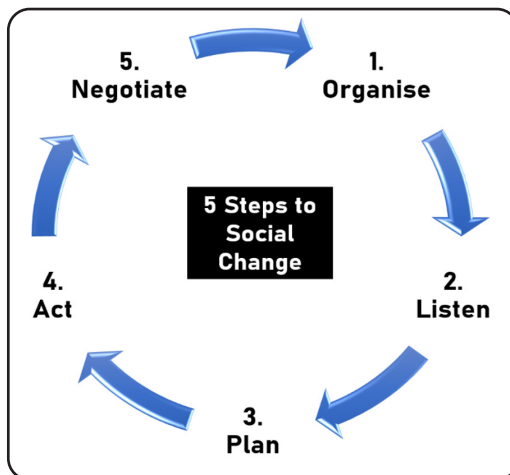 5 Steps to
Social
Change
1.
Organise
2.
Listen
3.
Plan
4.
Act
5.
Negotiate